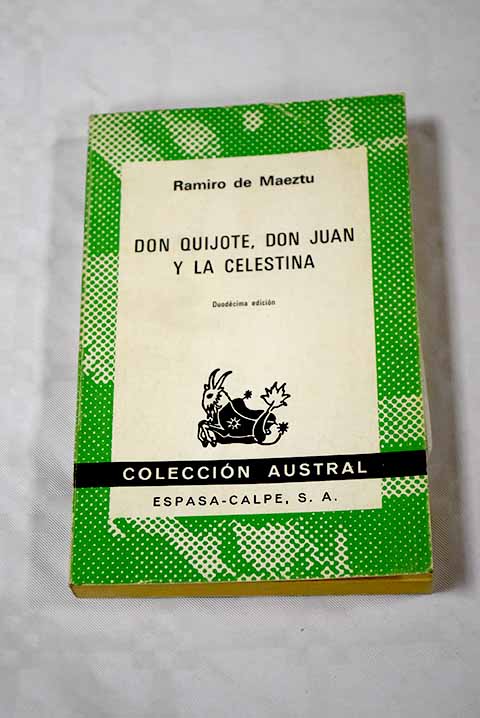 Ramiro de Maeztu
DON QUIJOTE, DON JUAN
Y LA CELESTINA
Duodécima edición
COLECCIÓN AUSTRAL
ESPASA-CALPE, S. A.